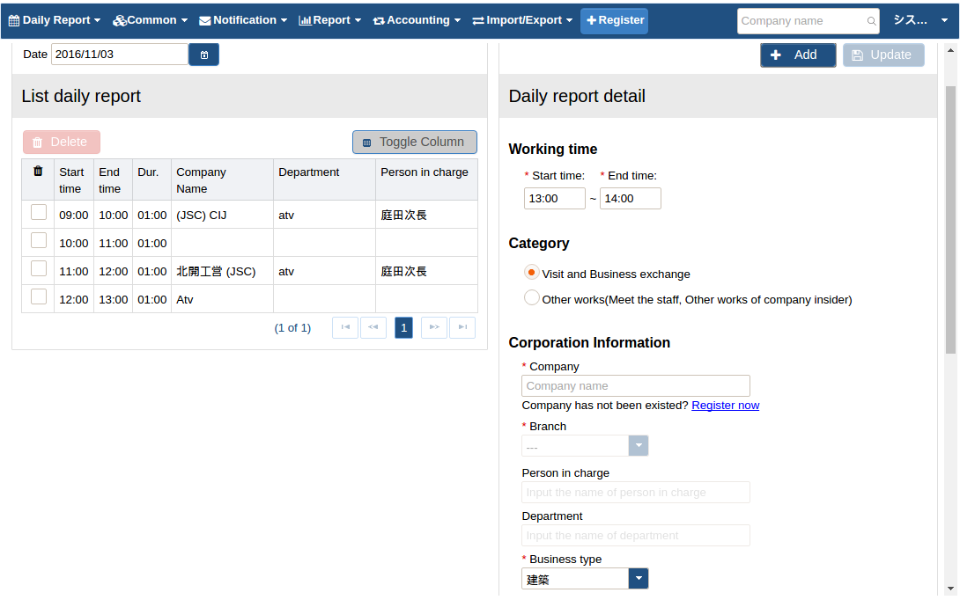 Daily Report Common Notification Report Accounting Import/Export + Register Company name シス...
Date 2016/11/03
List daily report
Delete Toggle Column
Start time End time Dur. Company Name Department Person in charge
09:00 10:00 01:00 (JSC) CIJ atv 庭田次長
10:00 11:00 01:00
11:00 12:00 01:00 北開工営 (JSC) atv 庭田次長
12:00 13:00 01:00 Atv
(1 of 1) 1
+ Add Update
Daily report detail
Working time
* Start time: * End time:
13:00 ~ 14:00
Category
Visit and Business exchange
Other works(Meet the staff, Other works of company insider)
Corporation Information
* Company
Company name
Company has not been existed? Register now
* Branch
---
Person in charge
Input the name of person in charge
Department
Input the name of department
* Business type
建築